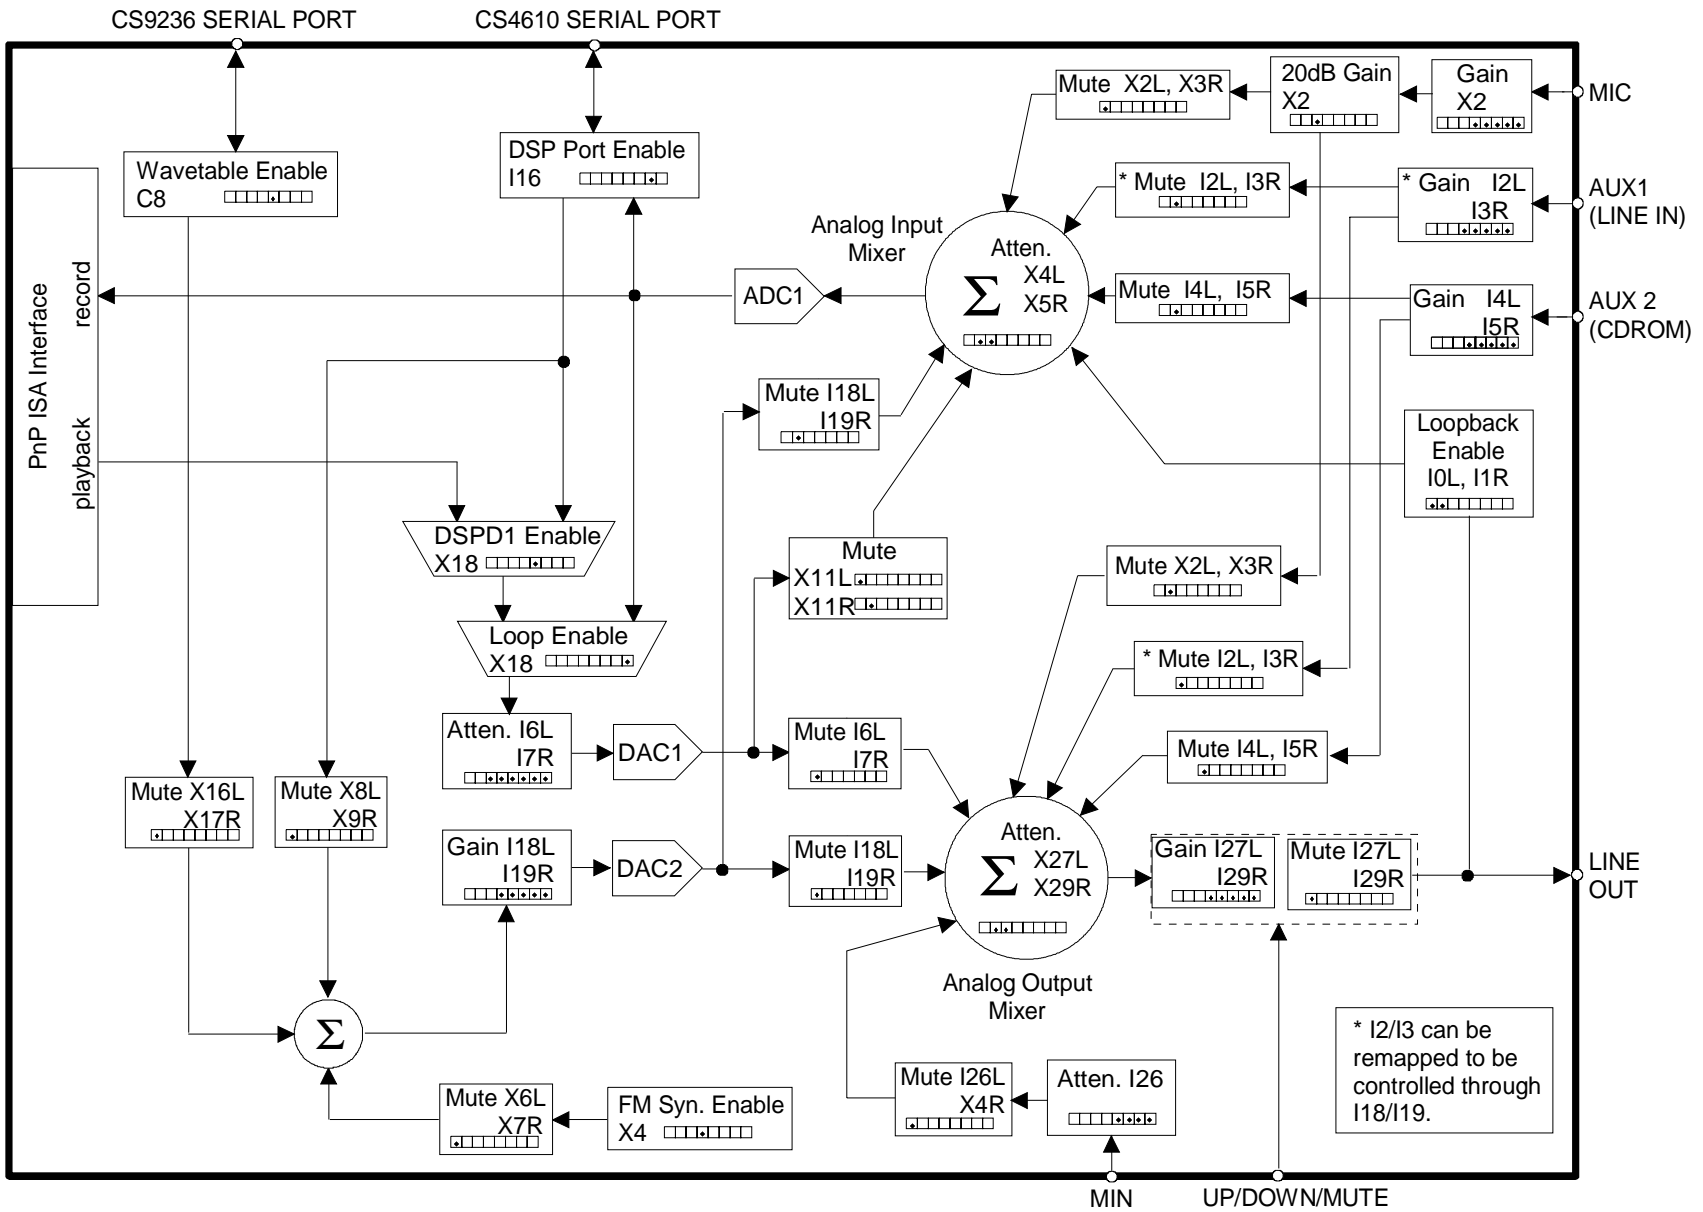 CS9236 SERIAL PORT
CS4610 SERIAL PORT
Wavetable Enable
C8
DSP Port Enable
I16
Mute X2L, X3R
20dB Gain
X2
Gain
X2
MIC
* Mute I2L, I3R
* Gain I2L
I3R
AUX1
(LINE IN)
Analog Input
Mixer
Atten.
Σ
X4L
X5R
Mute I4L, I5R
Gain I4L
I5R
AUX 2
(CDROM)
PnP ISA Interface
record
playback
ADC1
Mute I18L
I19R
Loopback
Enable
I0L, I1R
DSPD1 Enable
X18
Mute
X11L
X11R
Mute X2L, X3R
Loop Enable
X18
* Mute I2L, I3R
Atten. I6L
I7R
DAC1
Mute I6L
I7R
Mute I4L, I5R
Mute X16L
X17R
Mute X8L
X9R
Gain I18L
I19R
DAC2
Mute I18L
I19R
Atten.
Σ
X27L
X29R
Gain I27L
I29R
Mute I27L
I29R
LINE
OUT
Analog Output
Mixer
Σ
* I2/I3 can be
remapped to be
controlled through
I18/I19.
Mute X6L
X7R
FM Syn. Enable
X4
Mute I26L
X4R
Atten. I26
MIN
UP/DOWN/MUTE